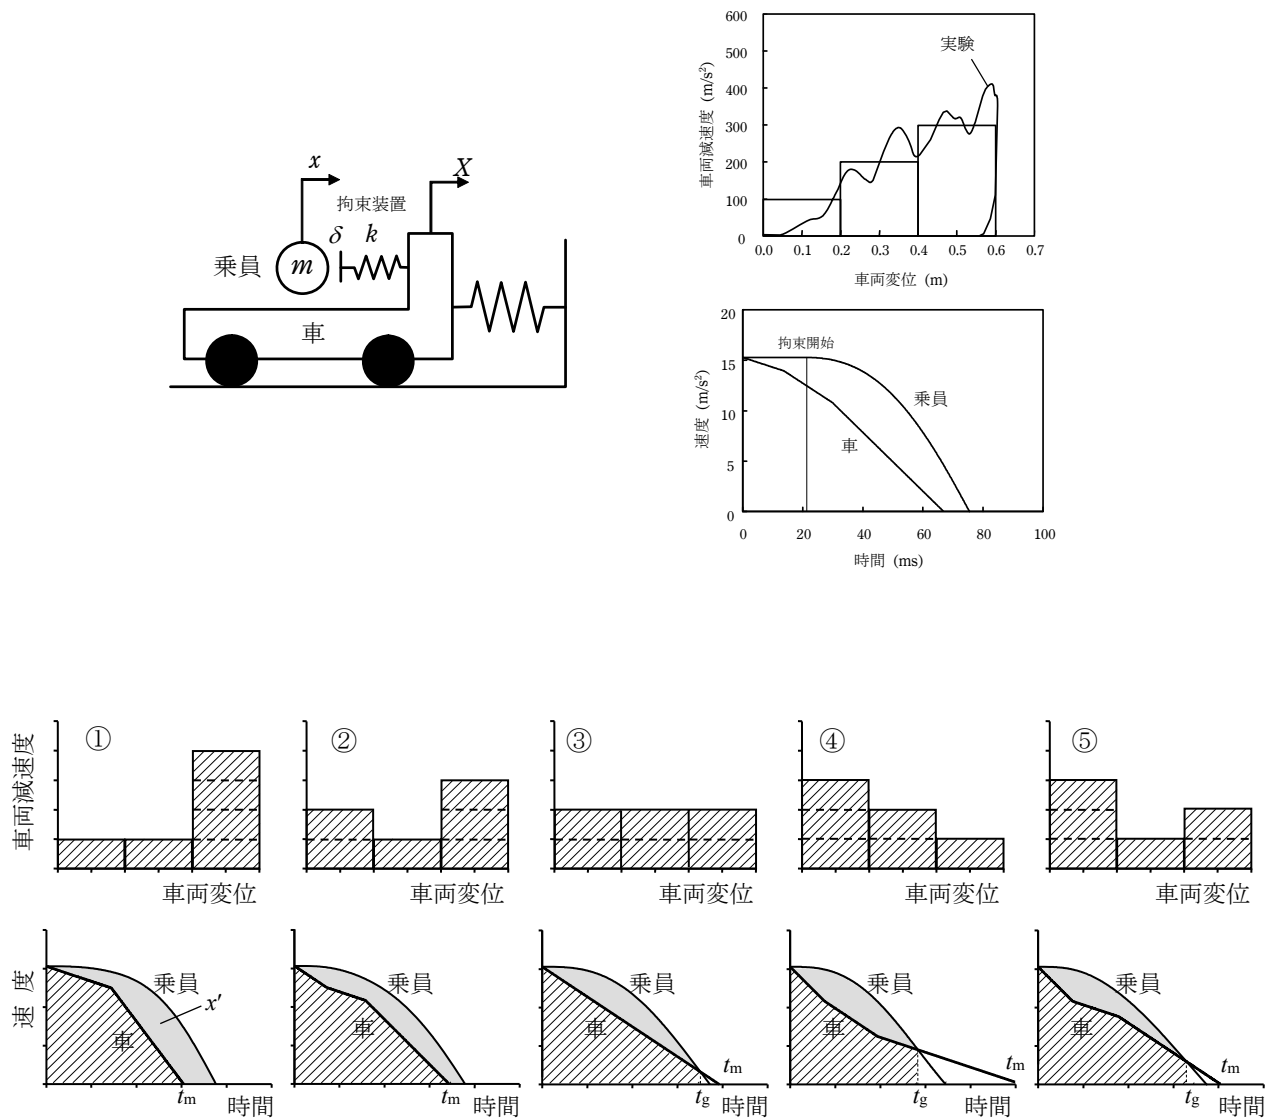 x
X
拘束装置
δ k
乗員
m
車
600
500
400
300
200
100
0
車両減速度 (m/s²)
実験
0.0 0.1 0.2 0.3 0.4 0.5 0.6 0.7
車両変位 (m)
20
15
10
5
0
速度 (m/s²)
拘束開始
乗員
車
0 20 40 60 80 100
時間 (ms)
車両減速度
① ② ③ ④ ⑤
車両変位 車両変位 車両変位 車両変位 車両変位
速 度
乗員 乗員 乗員 乗員 乗員
x′
車 車 車 車 車
tm tm tg tm tg tm tg tm
時間 時間 時間 時間 時間